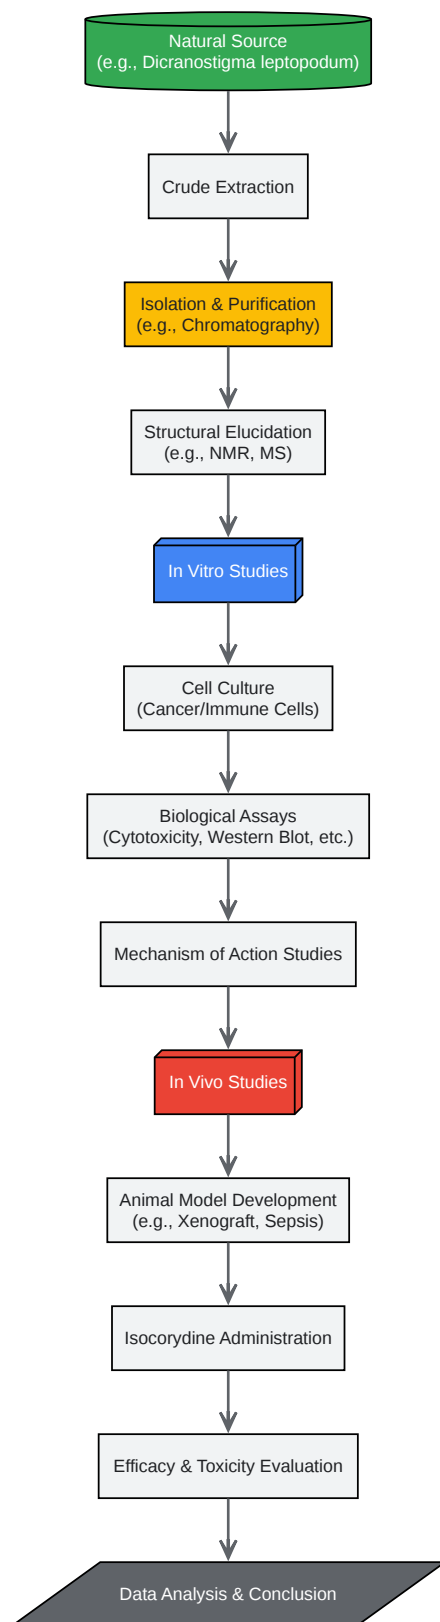 Natural Source
(e.g., Dicranostigma leptopodum)
Crude Extraction
Isolation & Purification
(e.g., Chromatography)
Structural Elucidation
(e.g., NMR, MS)
In Vitro Studies
Cell Culture
(Cancer/Immune Cells)
Biological Assays
(Cytotoxicity, Western Blot, etc.)
Mechanism of Action Studies
In Vivo Studies
Animal Model Development
(e.g., Xenograft, Sepsis)
Isocorydine Administration
Efficacy & Toxicity Evaluation
Data Analysis & Conclusion